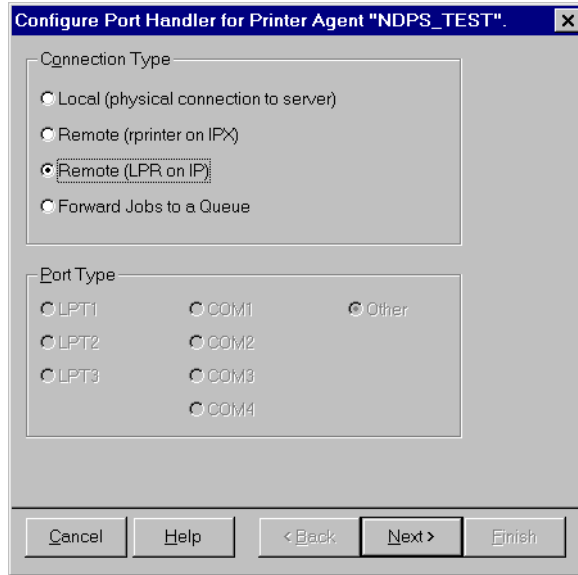 Configure Port Handler for Printer Agent "NDPS_TEST".
Connection Type
Local (physical connection to server)
Remote (rprinter on IPX)
Remote (LPR on IP)
Forward Jobs to a Queue
Port Type
LPT1 COM1 Other
LPT2 COM2
LPT3 COM3
COM4
Cancel Help < Back Next > Finish